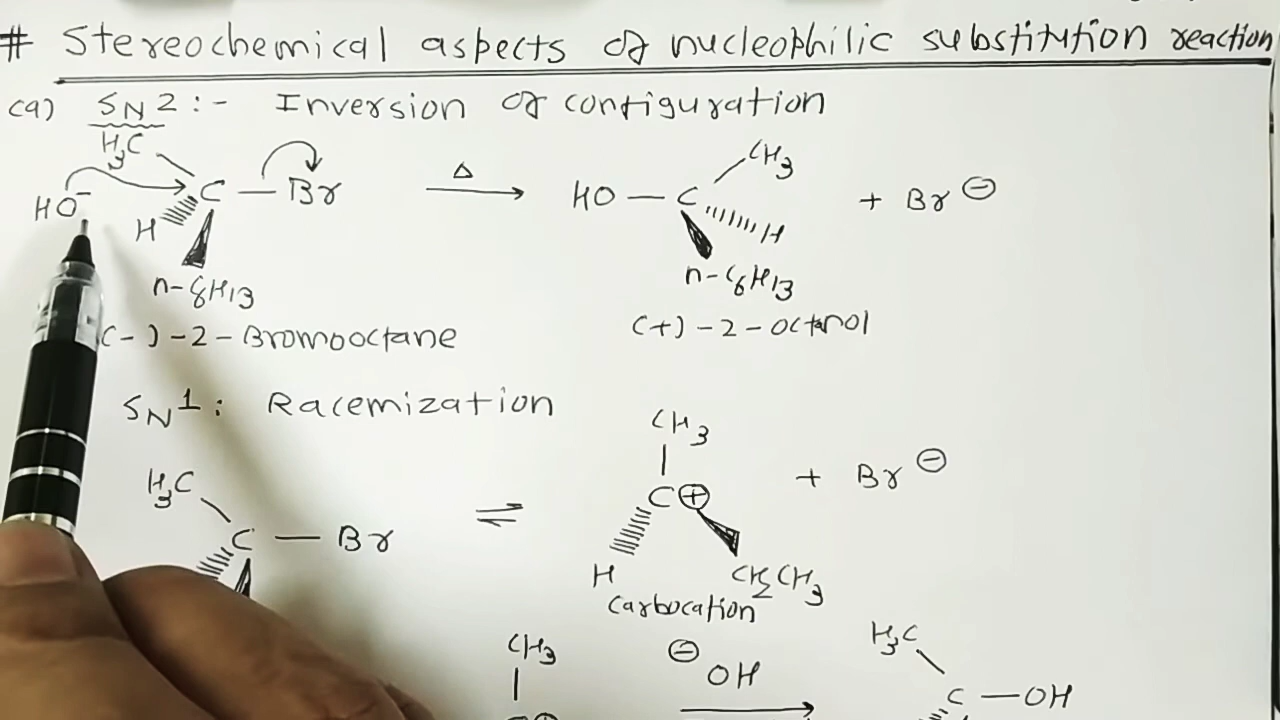 # Stereochemical aspects of nucleophilic substitution reaction
(a) SN2 :- Inversion of configuration
H3C
HO- C — Br Δ HO — C CH3 + Br ⊖
H H
n-C6H13 n-C6H13
(-)-2-Bromooctane (+)-2-octanol
SN1: Racemization
CH3
H3C C ⊕ + Br ⊖
C — Br ⇌
H CH2CH3
Carbocation
CH3 ⊖OH H3C
C — OH